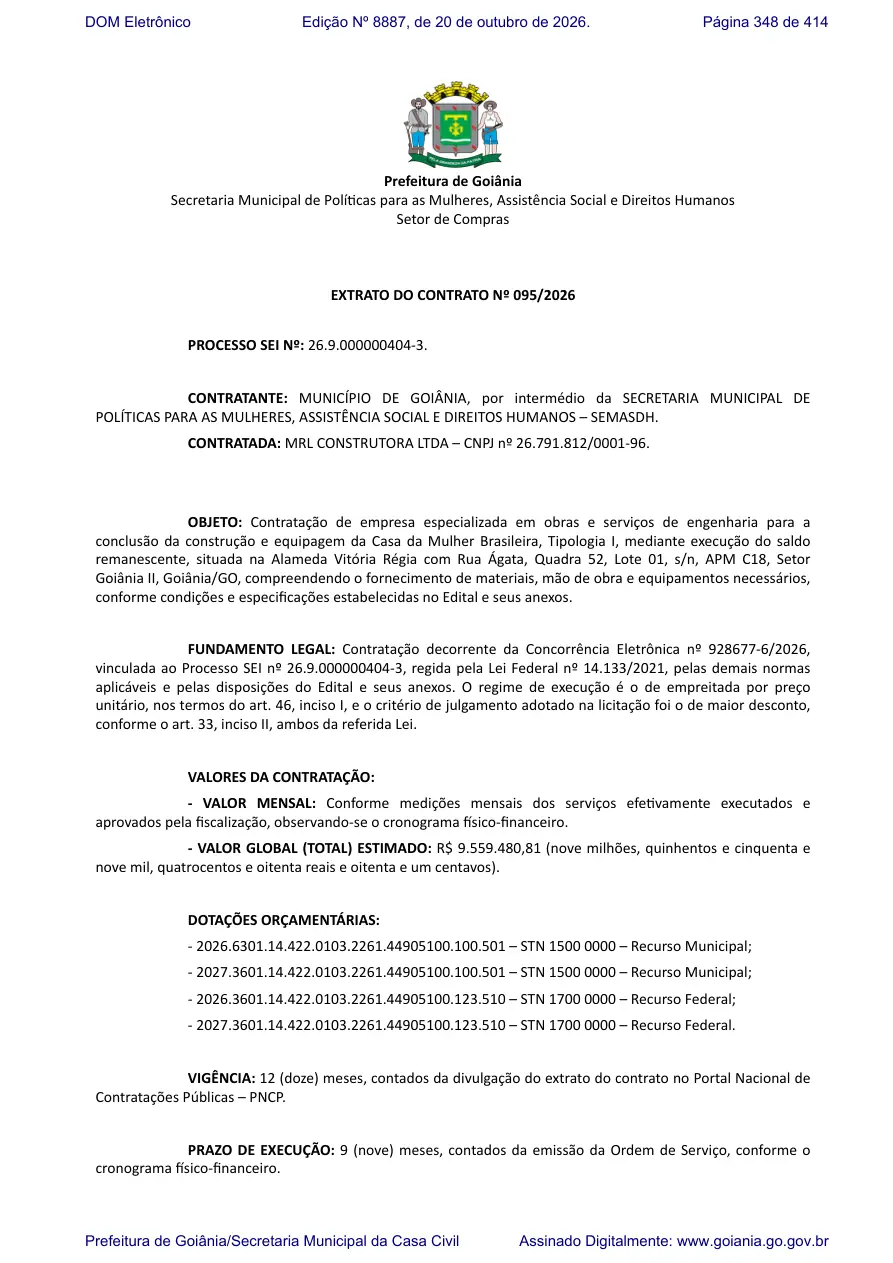 DOM Eletrônico Edição Nº 8887, de 20 de outubro de 2026. Página 348 de 414
Prefeitura de Goiânia
Secretaria Municipal de Políticas para as Mulheres, Assistência Social e Direitos Humanos
Setor de Compras
EXTRATO DO CONTRATO Nº 095/2026
PROCESSO SEI Nº: 26.9.000000404-3.
CONTRATANTE: MUNICÍPIO DE GOIÂNIA, por intermédio da SECRETARIA MUNICIPAL DE
POLÍTICAS PARA AS MULHERES, ASSISTÊNCIA SOCIAL E DIREITOS HUMANOS – SEMASDH.
CONTRATADA: MRL CONSTRUTORA LTDA – CNPJ nº 26.791.812/0001-96.
OBJETO: Contratação de empresa especializada em obras e serviços de engenharia para a
conclusão da construção e equipagem da Casa da Mulher Brasileira, Tipologia I, mediante execução do saldo
remanescente, situada na Alameda Vitória Régia com Rua Ágata, Quadra 52, Lote 01, s/n, APM C18, Setor
Goiânia II, Goiânia/GO, compreendendo o fornecimento de materiais, mão de obra e equipamentos necessários,
conforme condições e especificações estabelecidas no Edital e seus anexos.
FUNDAMENTO LEGAL: Contratação decorrente da Concorrência Eletrônica nº 928677-6/2026,
vinculada ao Processo SEI nº 26.9.000000404-3, regida pela Lei Federal nº 14.133/2021, pelas demais normas
aplicáveis e pelas disposições do Edital e seus anexos. O regime de execução é o de empreitada por preço
unitário, nos termos do art. 46, inciso I, e o critério de julgamento adotado na licitação foi o de maior desconto,
conforme o art. 33, inciso II, ambos da referida Lei.
VALORES DA CONTRATAÇÃO:
- VALOR MENSAL: Conforme medições mensais dos serviços efetivamente executados e
aprovados pela fiscalização, observando-se o cronograma físico-financeiro.
- VALOR GLOBAL (TOTAL) ESTIMADO: R$ 9.559.480,81 (nove milhões, quinhentos e cinquenta e
nove mil, quatrocentos e oitenta reais e oitenta e um centavos).
DOTAÇÕES ORÇAMENTÁRIAS:
- 2026.6301.14.422.0103.2261.44905100.100.501 – STN 1500 0000 – Recurso Municipal;
- 2027.3601.14.422.0103.2261.44905100.100.501 – STN 1500 0000 – Recurso Municipal;
- 2026.3601.14.422.0103.2261.44905100.123.510 – STN 1700 0000 – Recurso Federal;
- 2027.3601.14.422.0103.2261.44905100.123.510 – STN 1700 0000 – Recurso Federal.
VIGÊNCIA: 12 (doze) meses, contados da divulgação do extrato do contrato no Portal Nacional de
Contratações Públicas – PNCP.
PRAZO DE EXECUÇÃO: 9 (nove) meses, contados da emissão da Ordem de Serviço, conforme o
cronograma físico-financeiro.
Prefeitura de Goiânia/Secretaria Municipal da Casa Civil Assinado Digitalmente: www.goiania.go.gov.br